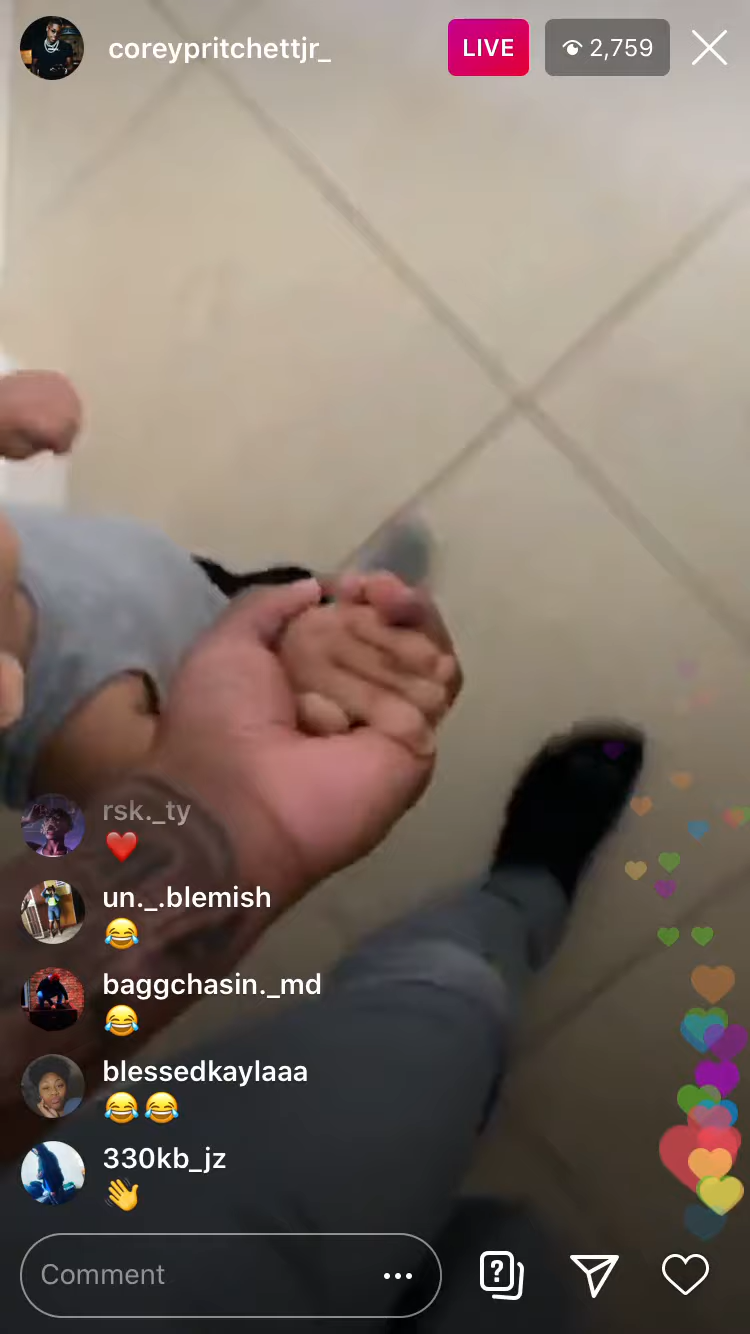 coreypritchettjr_
LIVE
2,759
rsk._ty
❤️
un._.blemish
😂
baggchasin._md
😂
blessedkaylaaa
😂😂
330kb_jz
👋
Comment